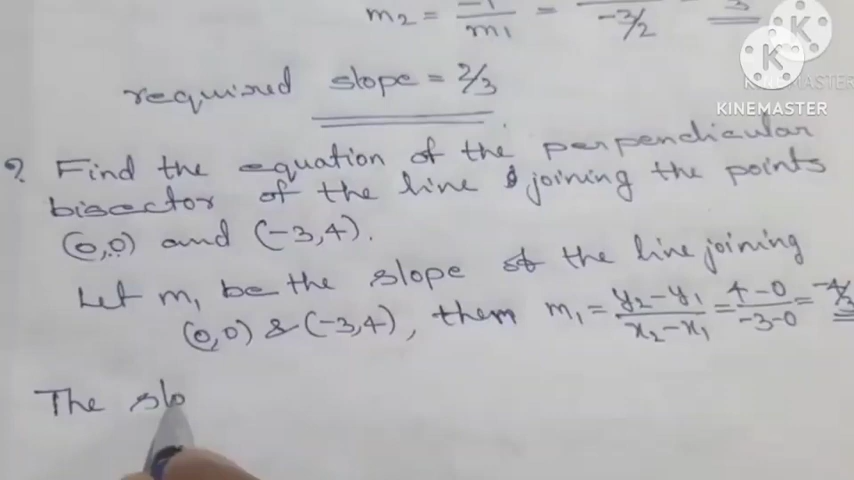 m₂ = -1/m₁ = -3/2 3
KINEMASTER
required slope = 2/3
KINEMASTER
? Find the equation of the perpendicular
bisector of the line joining the points
(0,0) and (-3,4).
Let m₁ be the slope of the line joining
(0,0) & (-3,4), then m₁ = y₂-y₁/x₂-x₁ = 4-0/-3-0 = -4/3
The slo